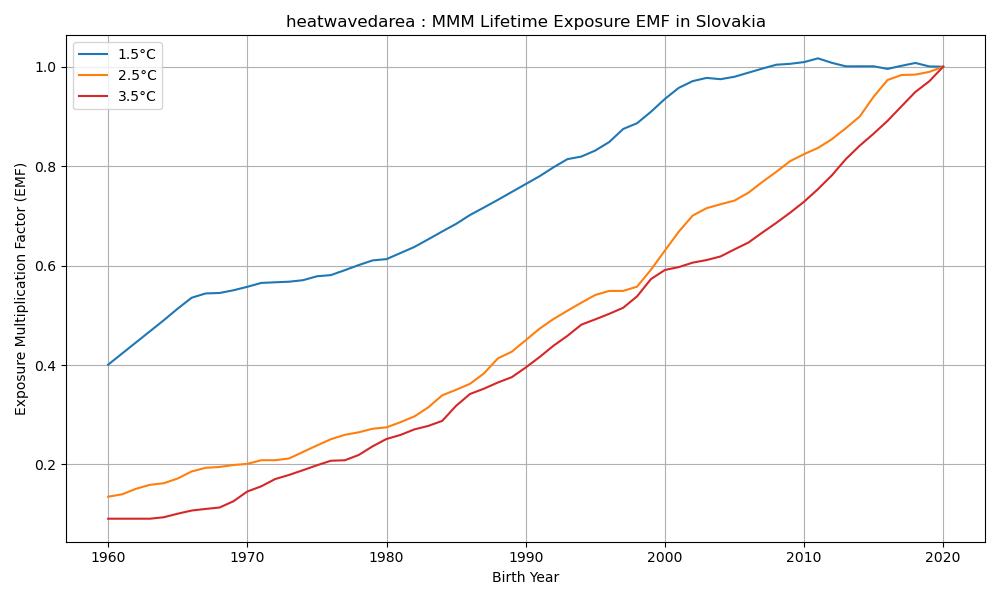 heatwavedarea : MMM Lifetime Exposure EMF in Slovakia
1.5°C
2.5°C
3.5°C
Exposure Multiplication Factor (EMF)
1.0
0.8
0.6
0.4
0.2
1960 1970 1980 1990 2000 2010 2020
Birth Year